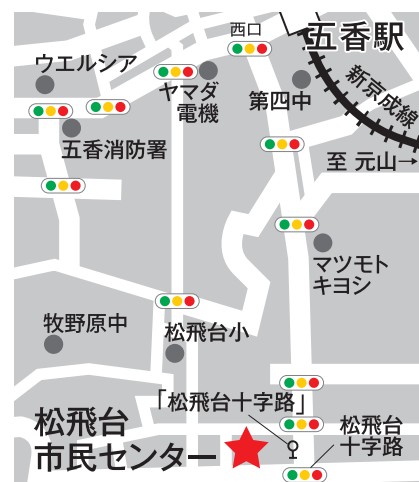 西口
五香駅
ウエルシア
ヤマダ
電機
第四中
新京成線
五香消防署
至 元山→
マツモト
キヨシ
牧野原中
松飛台小
「松飛台十字路」
松飛台
市民センター
松飛台
十字路